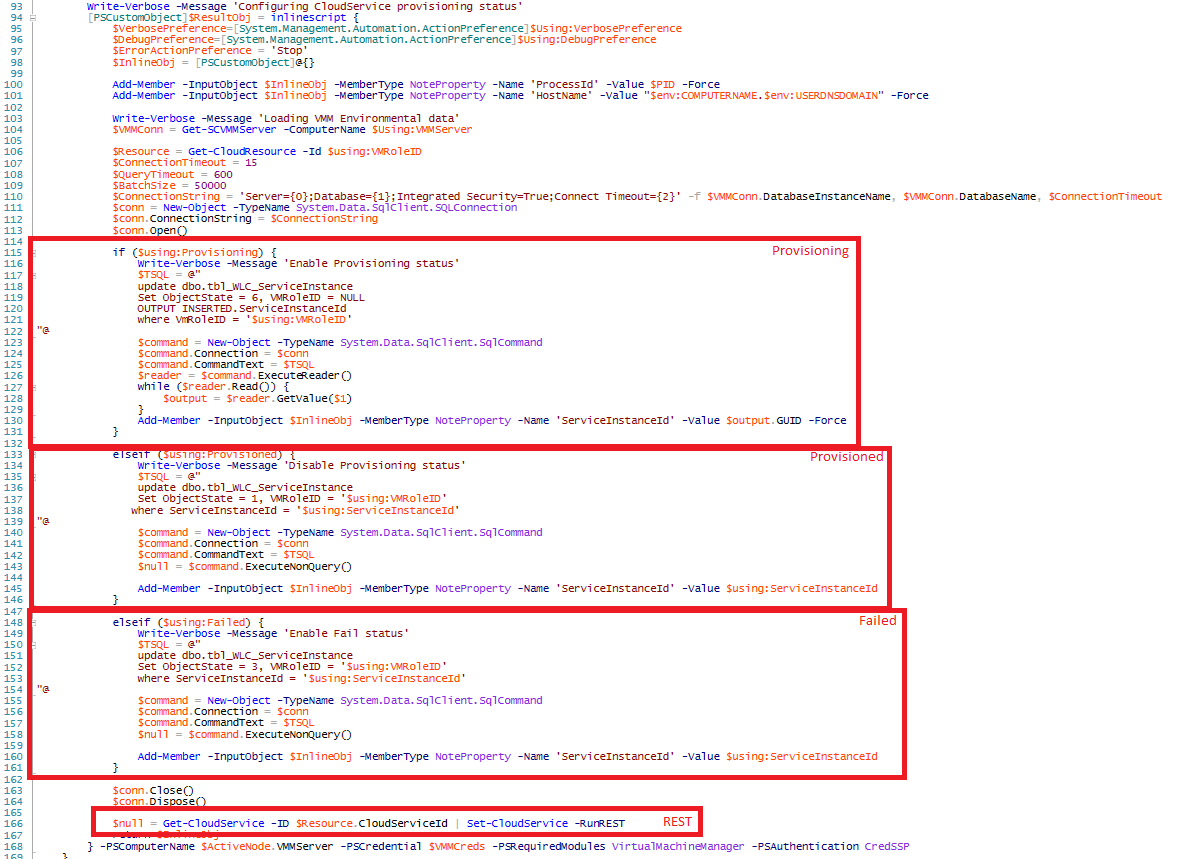 93 Write-Verbose -Message 'Configuring CloudService provisioning status'
94 [PSCustomObject]$ResultObj = inlinescript {
95 $VerbosePreference=[System.Management.Automation.ActionPreference]$Using:VerbosePreference
96 $DebugPreference=[System.Management.Automation.ActionPreference]$Using:DebugPreference
97 $ErrorActionPreference = 'Stop'
98 $InlineObj = [PSCustomObject]@{}
99
100 Add-Member -InputObject $InlineObj -MemberType NoteProperty -Name 'ProcessId' -Value $PID -Force
101 Add-Member -InputObject $InlineObj -MemberType NoteProperty -Name 'HostName' -Value "$env:COMPUTERNAME.$env:USERDNSDOMAIN" -Force
102
103 Write-Verbose -Message 'Loading VMM Environmental data'
104 $VMMConn = Get-SCVMMServer -ComputerName $Using:VMMServer
105
106 $Resource = Get-CloudResource -Id $using:VMRoleID
107 $ConnectionTimeout = 15
108 $QueryTimeout = 600
109 $BatchSize = 50000
110 $ConnectionString = 'Server={0};Database={1};Integrated Security=True;Connect Timeout={2}' -f $VMMConn.DatabaseInstanceName, $VMMConn.DatabaseName, $ConnectionTimeout
111 $conn = New-Object -TypeName System.Data.SqlClient.SQLConnection
112 $conn.ConnectionString = $ConnectionString
113 $conn.Open()
114
115 if ($using:Provisioning) { Provisioning
116 Write-Verbose -Message 'Enable Provisioning status'
117 $TSQL = @"
118 update dbo.tbl_WLC_ServiceInstance
119 Set ObjectState = 6, VMRoleID = NULL
120 OUTPUT INSERTED.ServiceInstanceId
121 where VmRoleID = '$using:VMRoleID'
122 "@
123 $command = New-Object -TypeName System.Data.SqlClient.SqlCommand
124 $command.Connection = $conn
125 $command.CommandText = $TSQL
126 $reader = $command.ExecuteReader()
127 while ($reader.Read()) {
128 $output = $reader.GetValue($1)
129 }
130 Add-Member -InputObject $InlineObj -MemberType NoteProperty -Name 'ServiceInstanceId' -Value $output.GUID -Force
131 }
132
133 elseif ($using:Provisioned) { Provisioned
134 Write-Verbose -Message 'Disable Provisioning status'
135 $TSQL = @"
136 update dbo.tbl_WLC_ServiceInstance
137 Set ObjectState = 1, VMRoleID = '$using:VMRoleID'
138 where ServiceInstanceId = '$using:ServiceInstanceId'
139 "@
140 $command = New-Object -TypeName System.Data.SqlClient.SqlCommand
141 $command.Connection = $conn
142 $command.CommandText = $TSQL
143 $null = $command.ExecuteNonQuery()
144
145 Add-Member -InputObject $InlineObj -MemberType NoteProperty -Name 'ServiceInstanceId' -Value $using:ServiceInstanceId
146 }
147
148 elseif ($using:Failed) { Failed
149 Write-Verbose -Message 'Enable Fail status'
150 $TSQL = @"
151 update dbo.tbl_WLC_ServiceInstance
152 Set ObjectState = 3, VMRoleID = '$using:VMRoleID'
153 where ServiceInstanceId = '$using:ServiceInstanceId'
154 "@
155 $command = New-Object -TypeName System.Data.SqlClient.SqlCommand
156 $command.Connection = $conn
157 $command.CommandText = $TSQL
158 $null = $command.ExecuteNonQuery()
159
160 Add-Member -InputObject $InlineObj -MemberType NoteProperty -Name 'ServiceInstanceId' -Value $using:ServiceInstanceId
161 }
162
163 $conn.Close()
164 $conn.Dispose()
165
166 $null = Get-CloudService -ID $Resource.CloudServiceId | Set-CloudService -RunREST REST
167
168 } -PSComputerName $ActiveNode.VMMServer -PSCredential $VMMCreds -PSRequiredModules VirtualMachineManager -PSAuthentication CredSSP
169 }